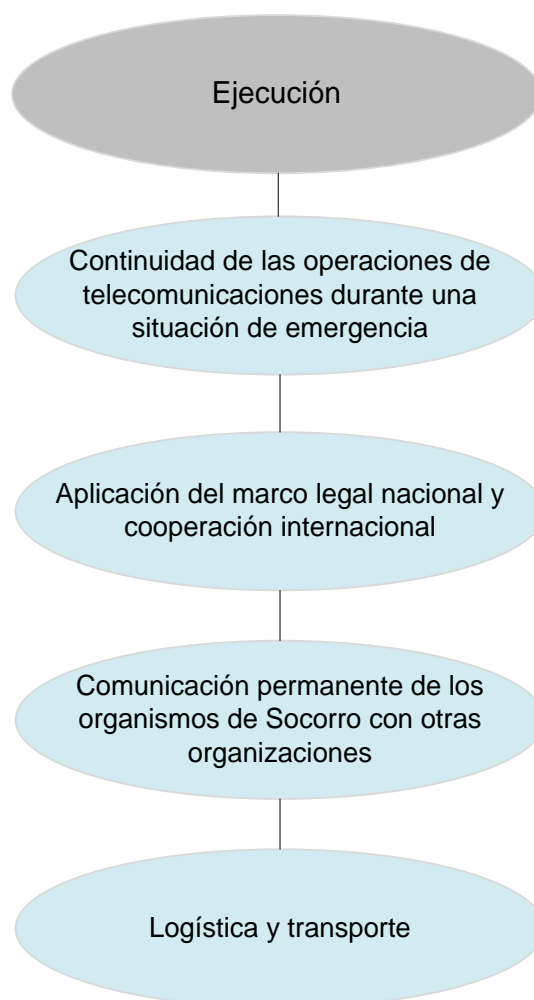 Ejecución
Continuidad de las operaciones de
telecomunicaciones durante una
situación de emergencia
Aplicación del marco legal nacional y
cooperación internacional
Comunicación permanente de los
organismos de Socorro con otras
organizaciones
Logística y transporte